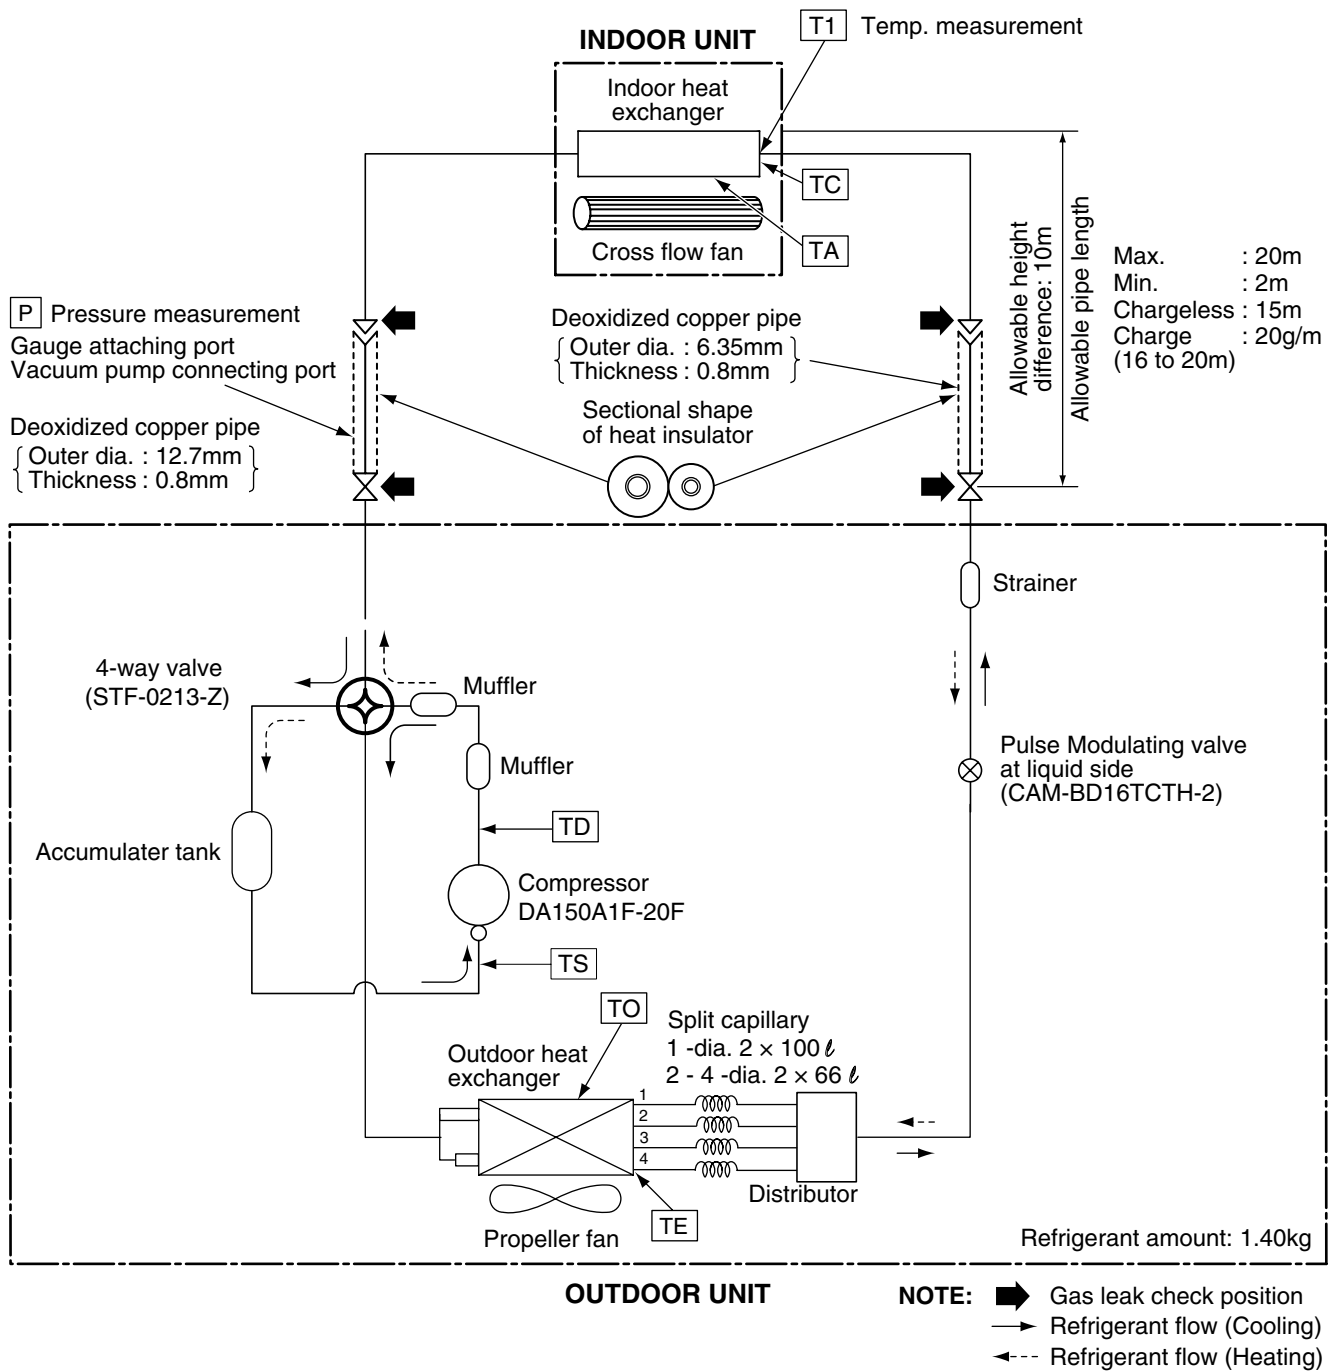 T1 Temp. measurement
INDOOR UNIT
Indoor heat
exchanger
TC
Cross flow fan
TA
Allowable height
difference: 10m
Allowable pipe length
Max. : 20m
Min. : 2m
Chargeless : 15m
Charge : 20g/m
(16 to 20m)
P Pressure measurement
Gauge attaching port
Vacuum pump connecting port
Deoxidized copper pipe
Outer dia. : 12.7mm
Thickness : 0.8mm
Deoxidized copper pipe
Outer dia. : 6.35mm
Thickness : 0.8mm
Sectional shape
of heat insulator
Strainer
4-way valve
(STF-0213-Z)
Muffler
Muffler
Pulse Modulating valve
at liquid side
(CAM-BD16TCTH-2)
TD
Accumulater tank
Compressor
DA150A1F-20F
TS
TO
Split capillary
1 -dia. 2 × 100 ℓ
2 - 4 -dia. 2 × 66 ℓ
Outdoor heat
exchanger
1
2
3
4
Distributor
TE
Propeller fan
Refrigerant amount: 1.40kg
OUTDOOR UNIT
NOTE: Gas leak check position
Refrigerant flow (Cooling)
Refrigerant flow (Heating)